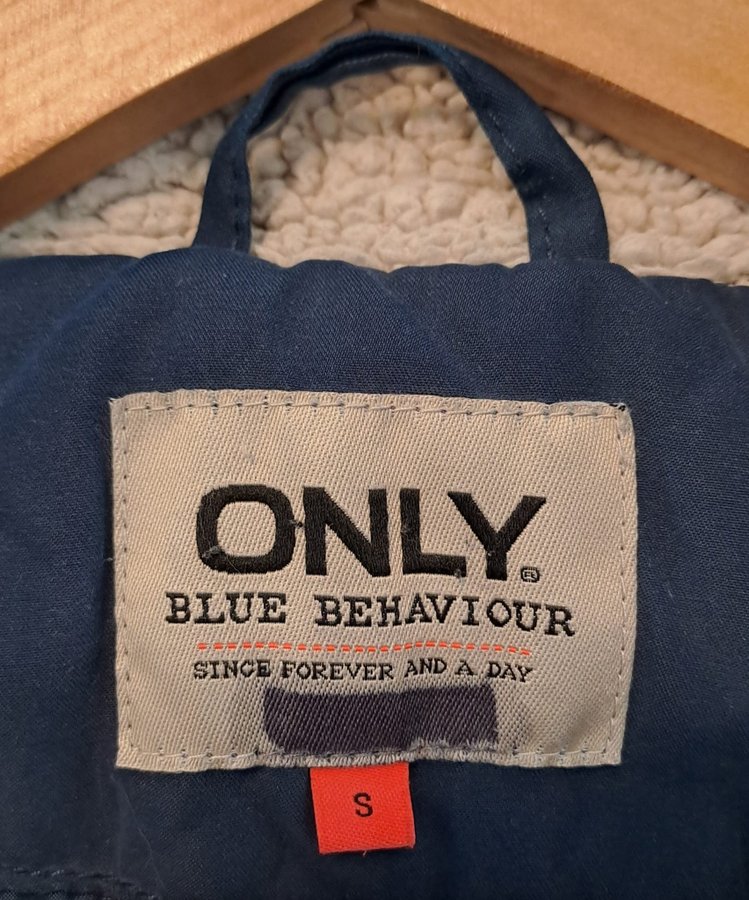 ONLY®
BLUE BEHAVIOUR
SINCE FOREVER AND A DAY
S